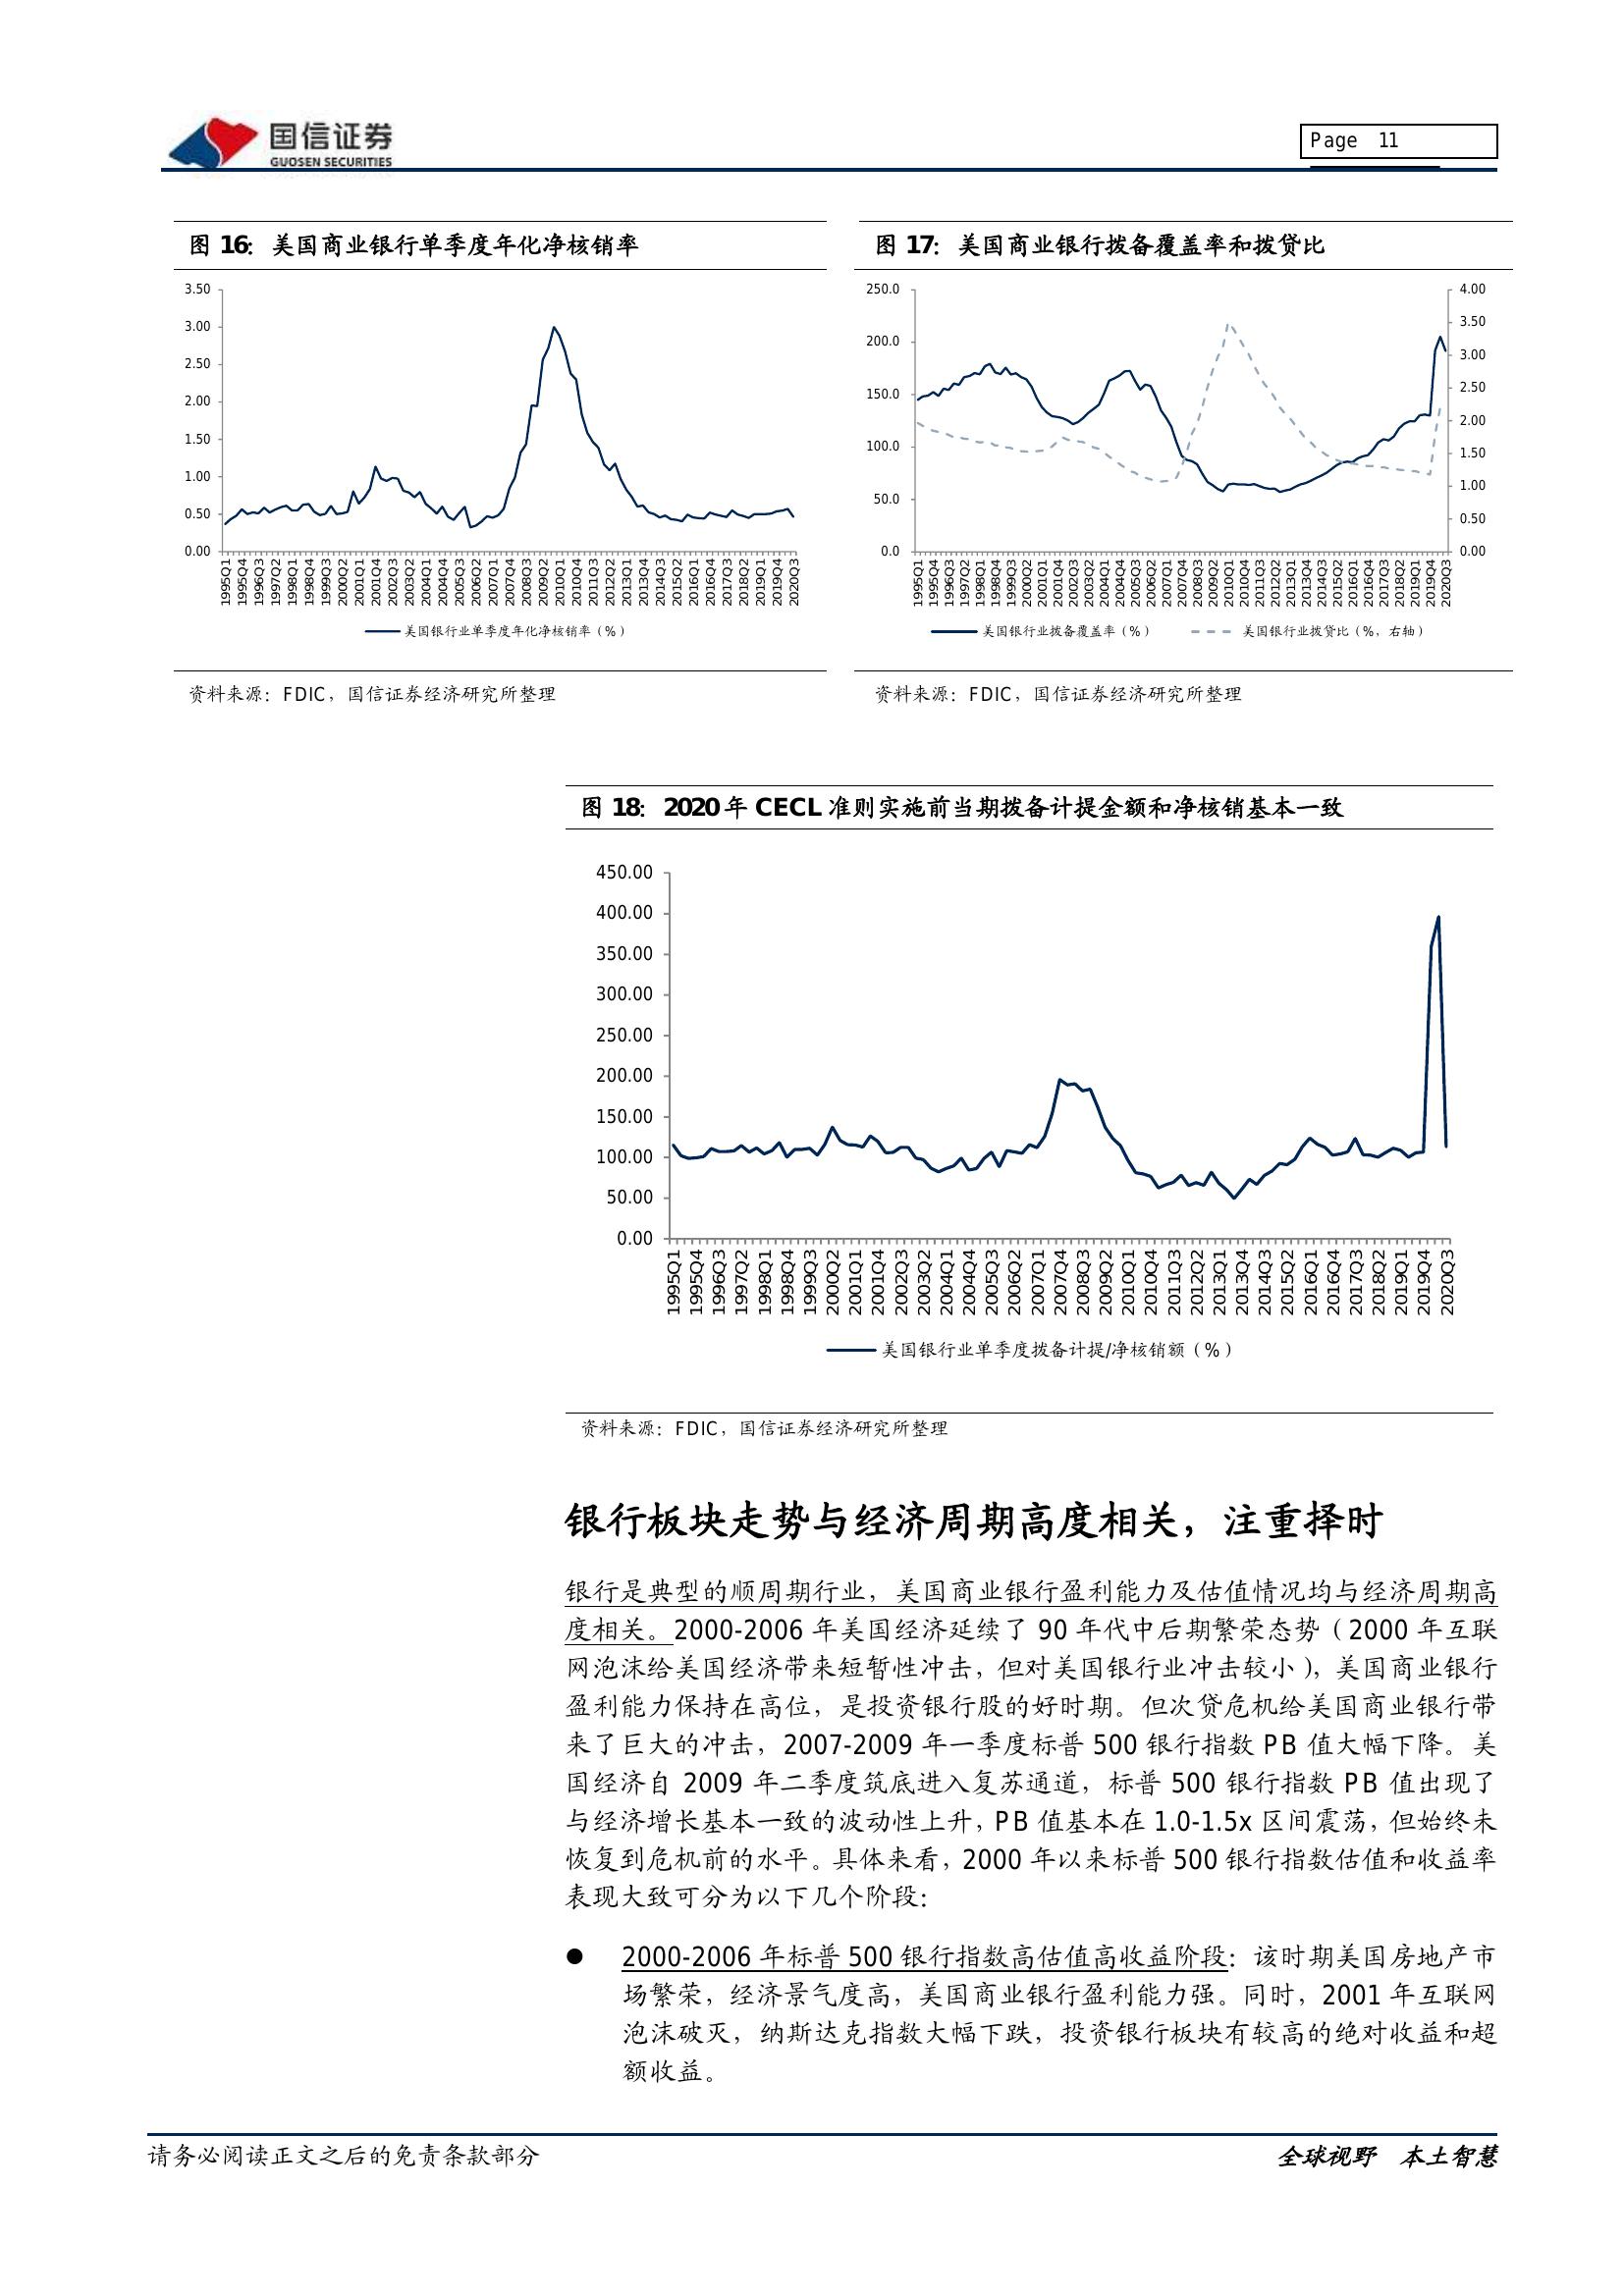 国信证券
GUOSEN SECURITIES
Page 11
图 16: 美国商业银行单季度年化净核销率
3.50
3.00
2.50
2.00
1.50
1.00
0.50
0.00
1995Q1 1995Q4 1996Q3 1997Q2 1998Q1 1998Q4 1999Q3 2000Q2 2001Q1 2001Q4 2002Q3 2003Q2 2004Q1 2004Q4 2005Q3 2006Q2 2007Q1 2007Q4 2008Q3 2009Q2 2010Q1 2010Q4 2011Q3 2012Q2 2013Q1 2013Q4 2014Q3 2015Q2 2016Q1 2016Q4 2017Q3 2018Q2 2019Q1 2019Q4 2020Q3
美国银行业单季度年化净核销率（%）
资料来源：FDIC，国信证券经济研究所整理
图 17: 美国商业银行拨备覆盖率和拨贷比
250.0
200.0
150.0
100.0
50.0
0.0
4.00
3.50
3.00
2.50
2.00
1.50
1.00
0.50
0.00
1995Q1 1995Q4 1996Q3 1997Q2 1998Q1 1998Q4 1999Q3 2000Q2 2001Q1 2001Q4 2002Q3 2003Q2 2004Q1 2004Q4 2005Q3 2006Q2 2007Q1 2007Q4 2008Q3 2009Q2 2010Q1 2010Q4 2011Q3 2012Q2 2013Q1 2013Q4 2014Q3 2015Q2 2016Q1 2016Q4 2017Q3 2018Q2 2019Q1 2019Q4 2020Q3
美国银行业拨备覆盖率（%） 美国银行业拨贷比（%，右轴）
资料来源：FDIC，国信证券经济研究所整理
图 18: 2020 年 CECL 准则实施前当期拨备计提金额和净核销基本一致
450.00
400.00
350.00
300.00
250.00
200.00
150.00
100.00
50.00
0.00
1995Q1 1995Q4 1996Q3 1997Q2 1998Q1 1998Q4 1999Q3 2000Q2 2001Q1 2001Q4 2002Q3 2003Q2 2004Q1 2004Q4 2005Q3 2006Q2 2007Q1 2007Q4 2008Q3 2009Q2 2010Q1 2010Q4 2011Q3 2012Q2 2013Q1 2013Q4 2014Q3 2015Q2 2016Q1 2016Q4 2017Q3 2018Q2 2019Q1 2019Q4 2020Q3
美国银行业单季度拨备计提/净核销额（%）
资料来源：FDIC，国信证券经济研究所整理
银行板块走势与经济周期高度相关，注重择时
银行是典型的顺周期行业，美国商业银行盈利能力及估值情况均与经济周期高
度相关。2000-2006 年美国经济延续了 90 年代中后期繁荣态势（2000 年互联
网泡沫给美国经济带来短暂性冲击，但对美国银行业冲击较小），美国商业银行
盈利能力保持在高位，是投资银行股的好时期。但次贷危机给美国商业银行带
来了巨大的冲击，2007-2009 年一季度标普 500 银行指数 PB 值大幅下降。美
国经济自 2009 年二季度筑底进入复苏通道，标普 500 银行指数 PB 值出现了
与经济增长基本一致的波动性上升，PB 值基本在 1.0-1.5x 区间震荡，但始终未
恢复到危机前的水平。具体来看，2000 年以来标普 500 银行指数估值和收益率
表现大致可分为以下几个阶段：
● 2000-2006 年标普 500 银行指数高估值高收益阶段：该时期美国房地产市
场繁荣，经济景气度高，美国商业银行盈利能力强。同时，2001 年互联网
泡沫破灭，纳斯达克指数大幅下跌，投资银行板块有较高的绝对收益和超
额收益。
请务必阅读正文之后的免责条款部分
全球视野 本土智慧